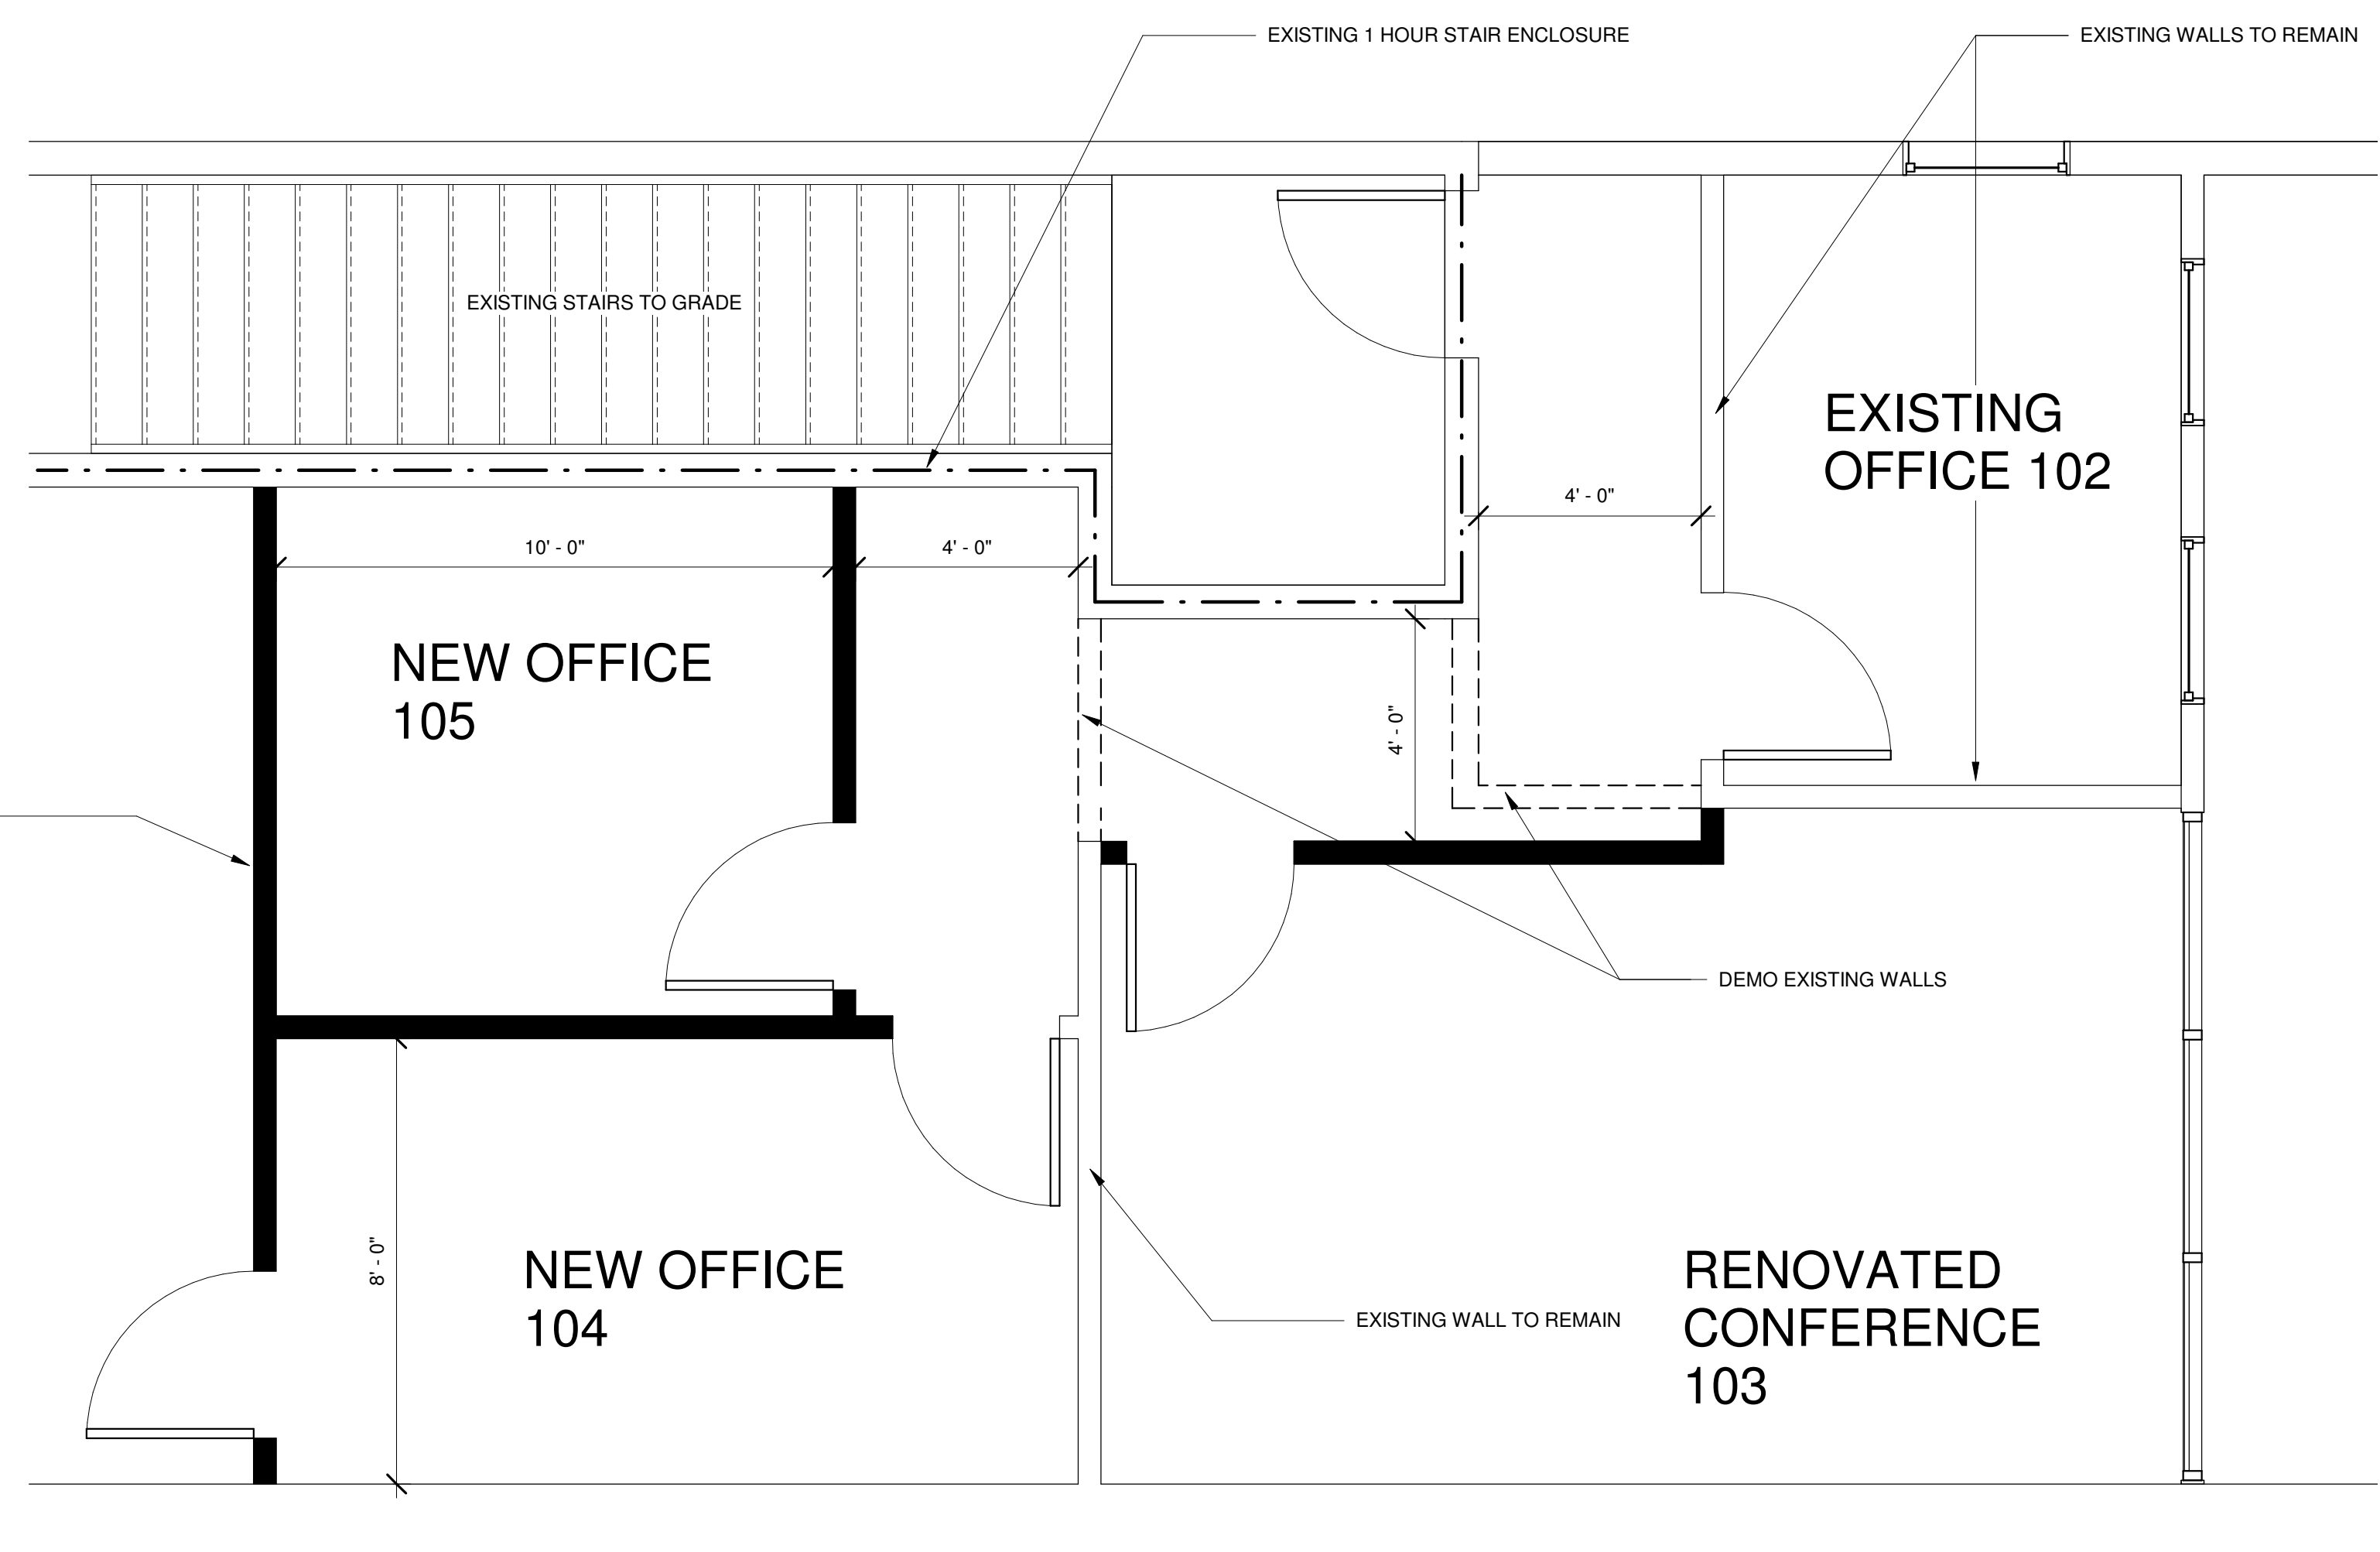 EXISTING 1 HOUR STAIR ENCLOSURE
EXISTING WALLS TO REMAIN
EXISTING STAIRS TO GRADE
EXISTING
OFFICE 102
4' - 0"
10' - 0"
4' - 0"
NEW OFFICE
105
4' - 0"
DEMO EXISTING WALLS
8' - 0"
NEW OFFICE
104
EXISTING WALL TO REMAIN
RENOVATED
CONFERENCE
103